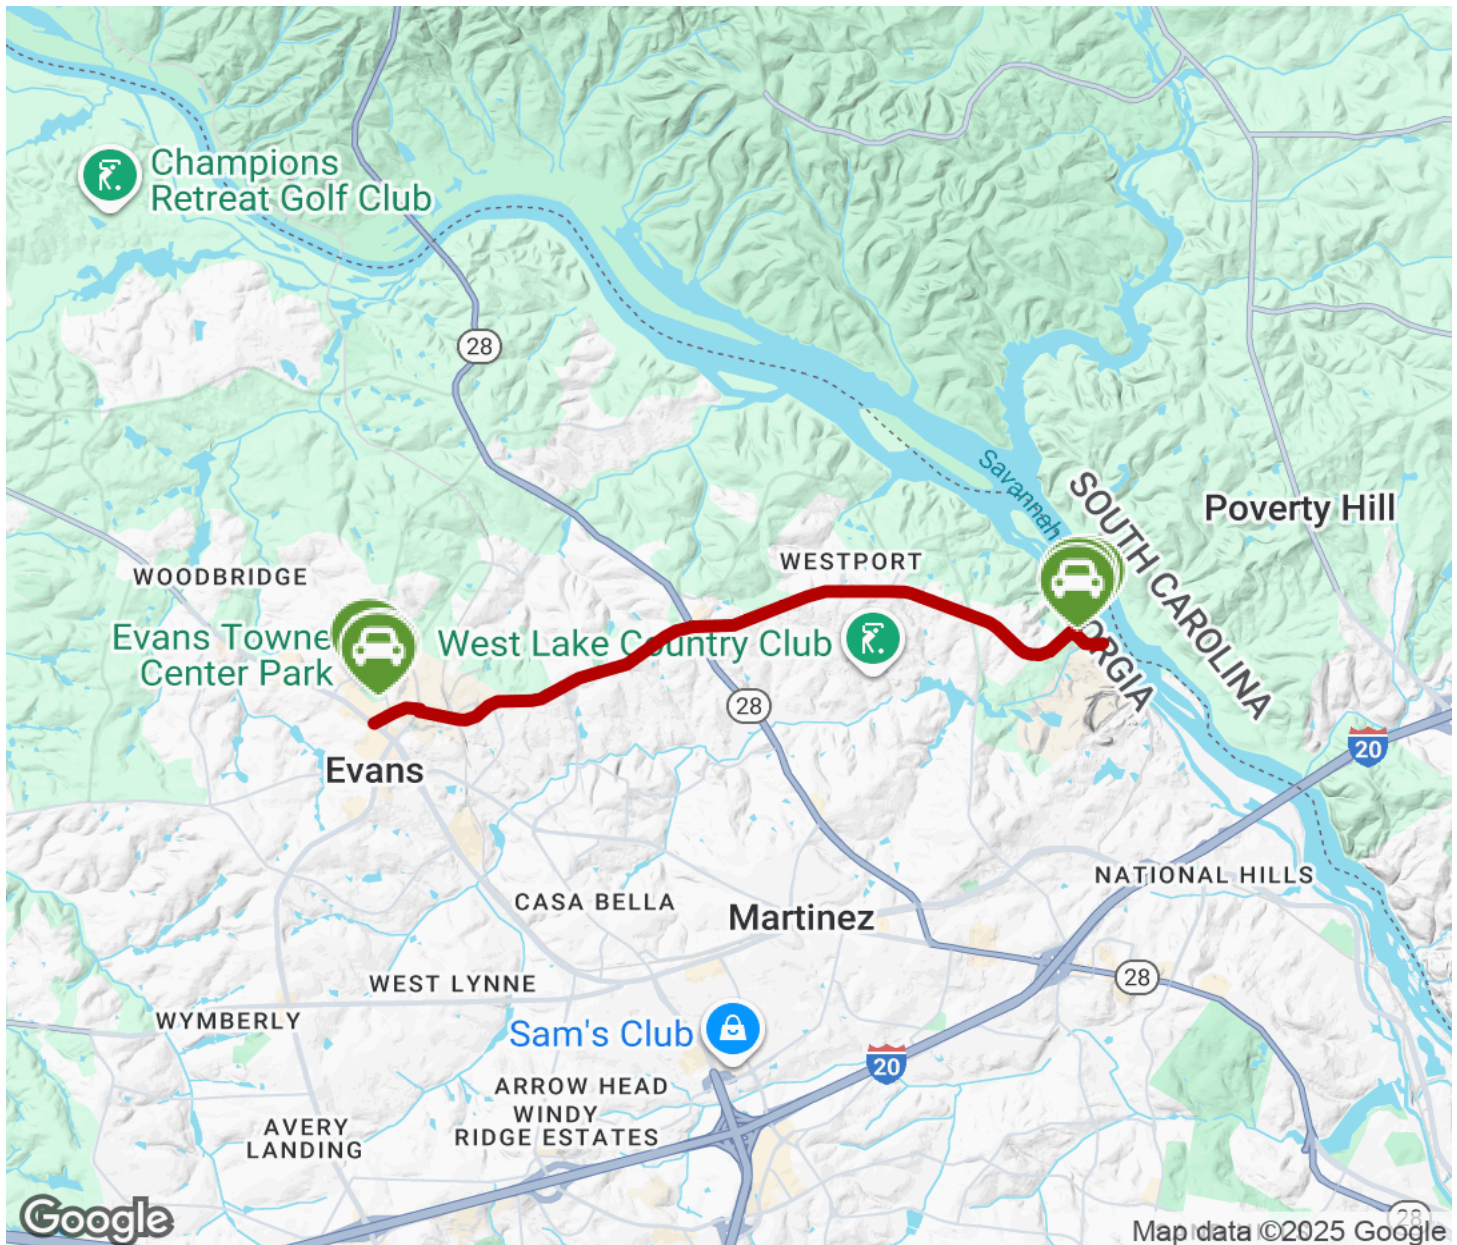 Champions
Retreat Golf Club
28
Savannah
SOUTH CAROLINA
Poverty Hill
WESTPORT
WOODBRIDGE
Evans Towne
Center Park
West Lake Country Club
ORGIA
28
20
Evans
NATIONAL HILLS
CASA BELLA
Martinez
28
WEST LYNNE
WYMBERLY
Sam's Club
20
ARROW HEAD
WINDY
RIDGE ESTATES
AVERY
LANDING
28
Google
Map data ©2025 Google